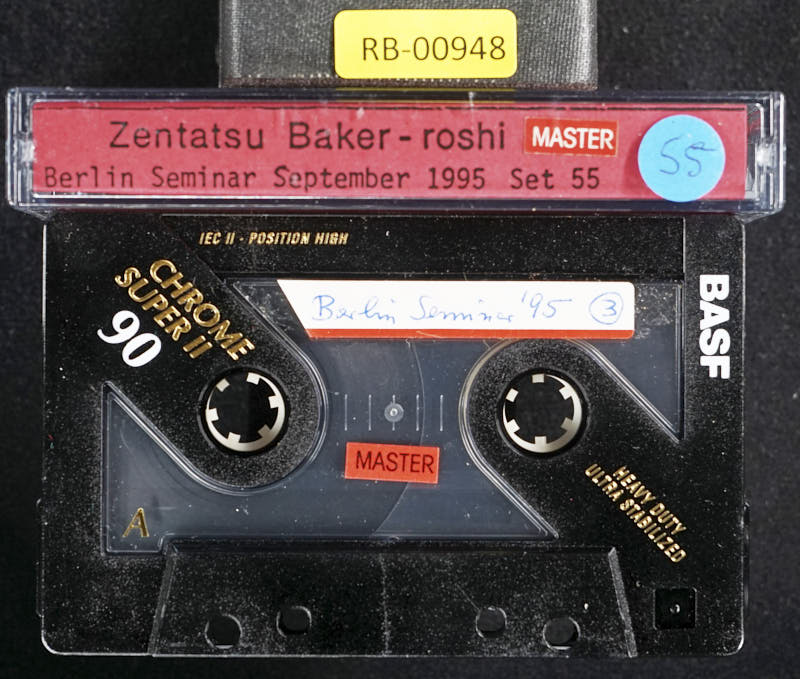 RB-00948
Zentatsu Baker-roshi MASTER
55
Berlin Seminar September 1995 Set 55
IEC II · POSITION HIGH
CHROME
SUPER II
90
Berlin Seminar '95 3
BASF
MASTER
HEAVY DUTY
ULTRA STABILIZED
A